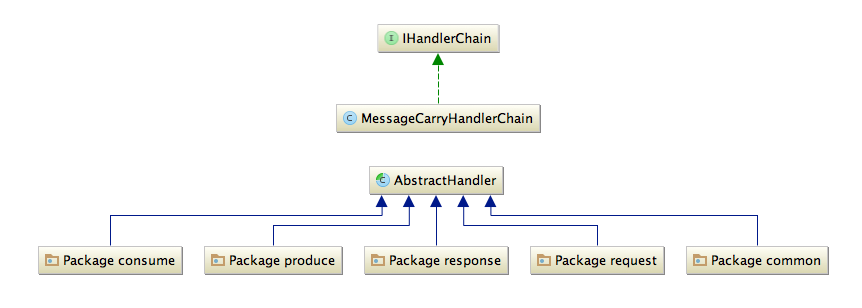 I IHandlerChain
C MessageCarryHandlerChain
C AbstractHandler
Package consume
Package produce
Package response
Package request
Package common